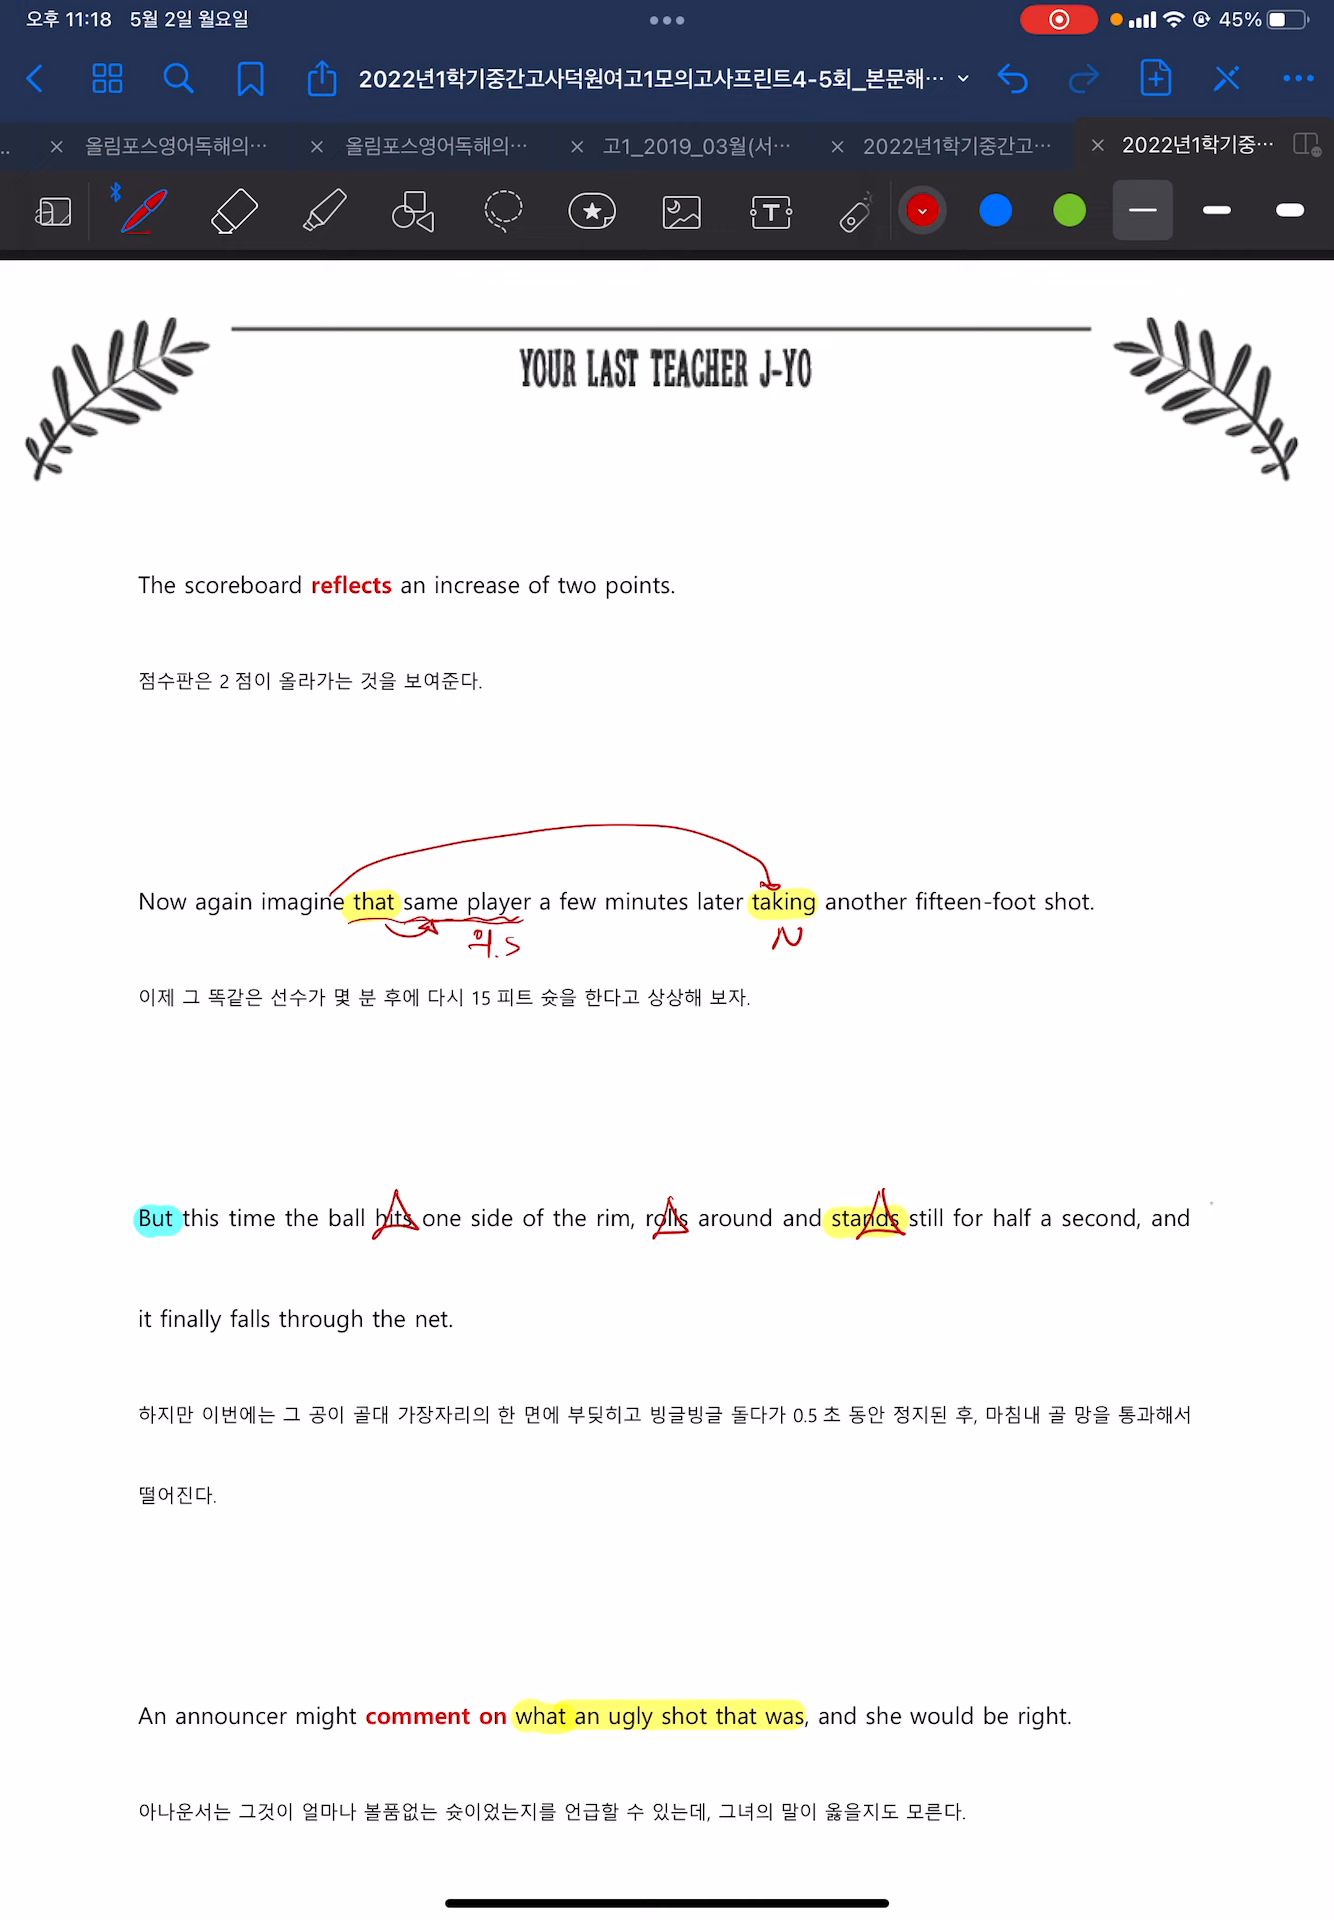 오후 11:18 5월 2일 월요일
45%
2022년1학기중간고사덕원여고1모의고사프린트4-5회_본문해…
올림포스영어독해의…
올림포스영어독해의…
고1_2019_03월(서…
2022년1학기중간고…
2022년1학기중…
T
YOUR LAST TEACHER J-YO
The scoreboard reflects an increase of two points.
점수판은 2 점이 올라가는 것을 보여준다.
Now again imagine that same player a few minutes later taking another fifteen-foot shot.
의.S
N
이제 그 똑같은 선수가 몇 분 후에 다시 15 피트 슛을 한다고 상상해 보자.
But this time the ball hits one side of the rim, rolls around and stands still for half a second, and
it finally falls through the net.
하지만 이번에는 그 공이 골대 가장자리의 한 면에 부딪히고 빙글빙글 돌다가 0.5 초 동안 정지된 후, 마침내 골 망을 통과해서
떨어진다.
An announcer might comment on what an ugly shot that was, and she would be right.
아나운서는 그것이 얼마나 볼품없는 슛이었는지를 언급할 수 있는데, 그녀의 말이 옳을지도 모른다.